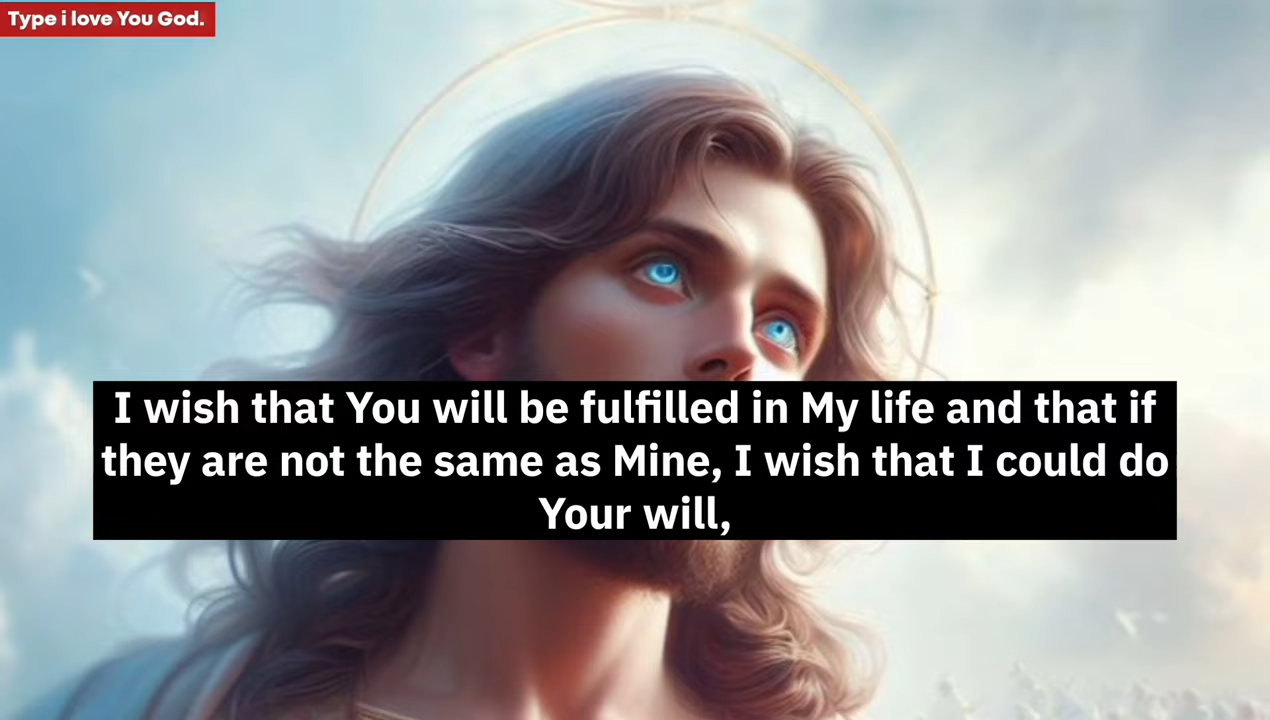 Type i love You God.
I wish that You will be fulfilled in My life and that if
they are not the same as Mine, I wish that I could do
Your will,